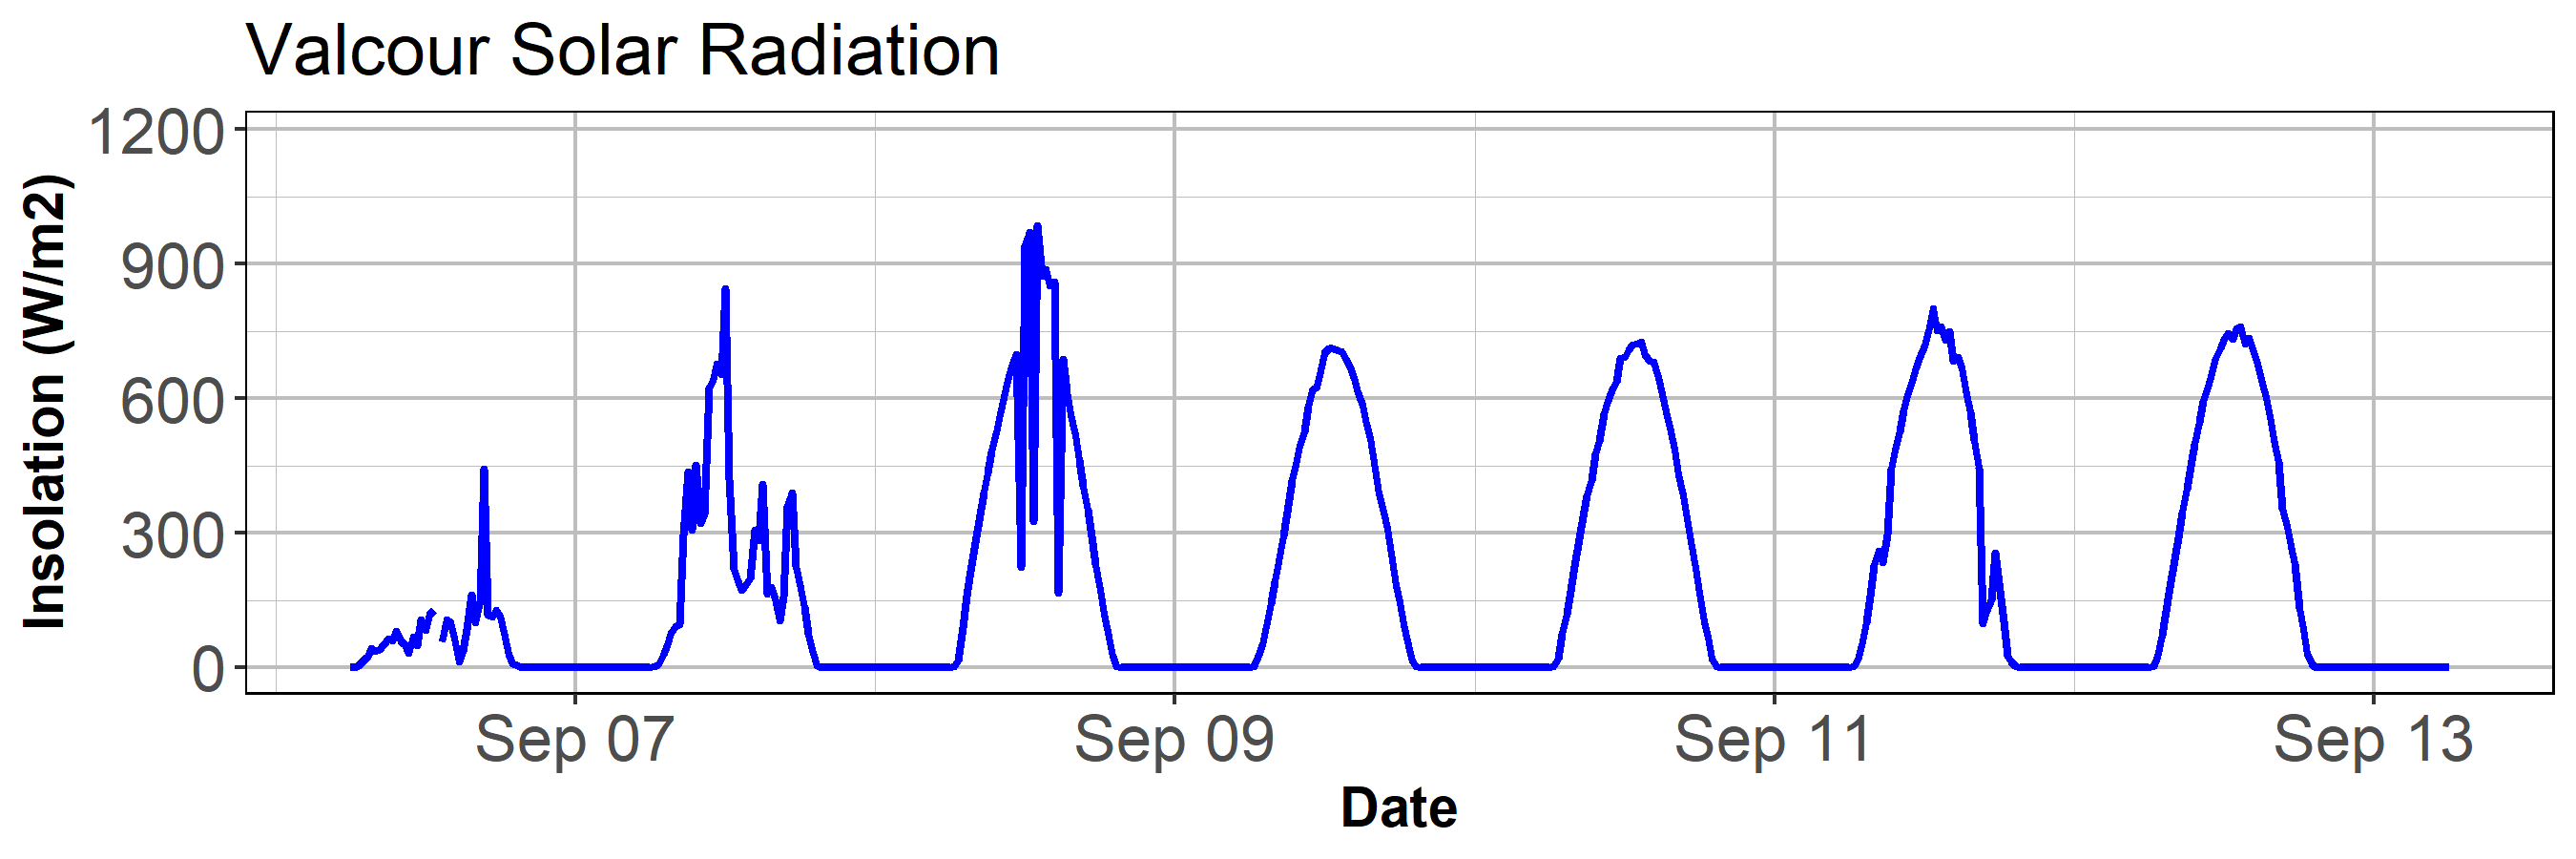 Valcour Solar Radiation
1200
900
600
300
0
Insolation (W/m2)
Sep 07
Sep 09
Sep 11
Sep 13
Date